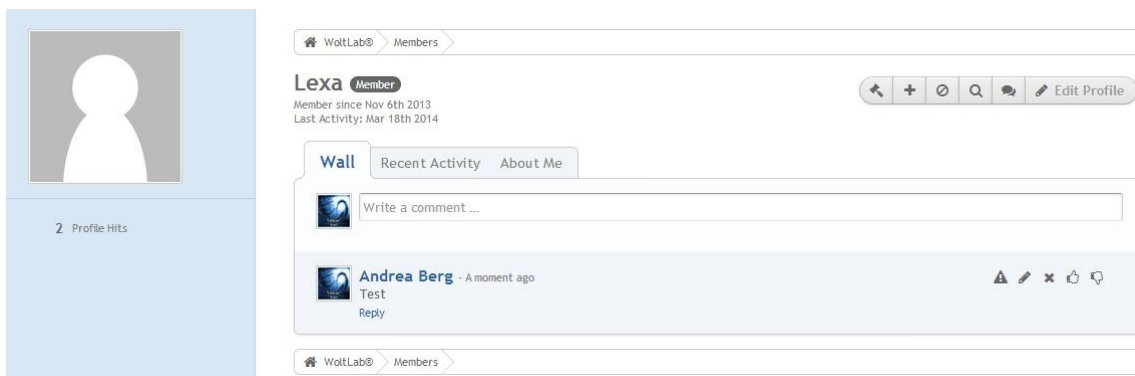 WoltLab® Members
Lexa Member
Member since Nov 6th 2013
Last Activity: Mar 18th 2014
Edit Profile
Wall Recent Activity About Me
Write a comment ...
2 Profile Hits
Andrea Berg - A moment ago
Test
Reply
WoltLab® Members